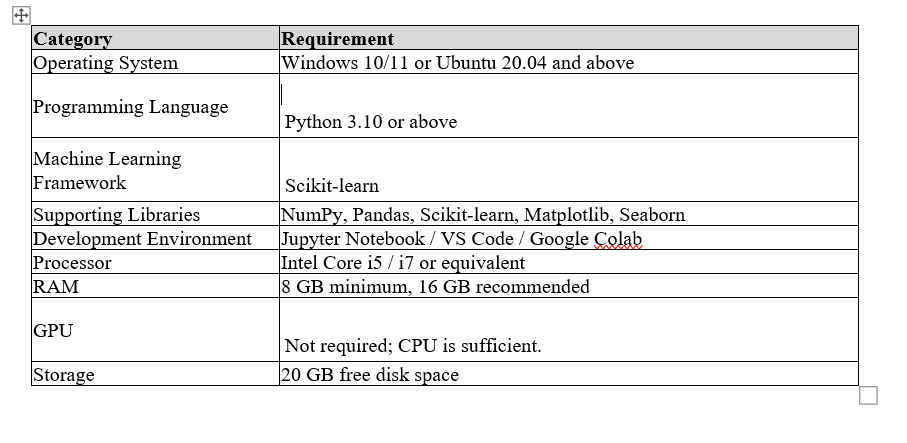 Category Requirement
Operating System Windows 10/11 or Ubuntu 20.04 and above
Programming Language Python 3.10 or above
Machine Learning
Framework Scikit-learn
Supporting Libraries NumPy, Pandas, Scikit-learn, Matplotlib, Seaborn
Development Environment Jupyter Notebook / VS Code / Google Colab
Processor Intel Core i5 / i7 or equivalent
RAM 8 GB minimum, 16 GB recommended
GPU Not required; CPU is sufficient.
Storage 20 GB free disk space